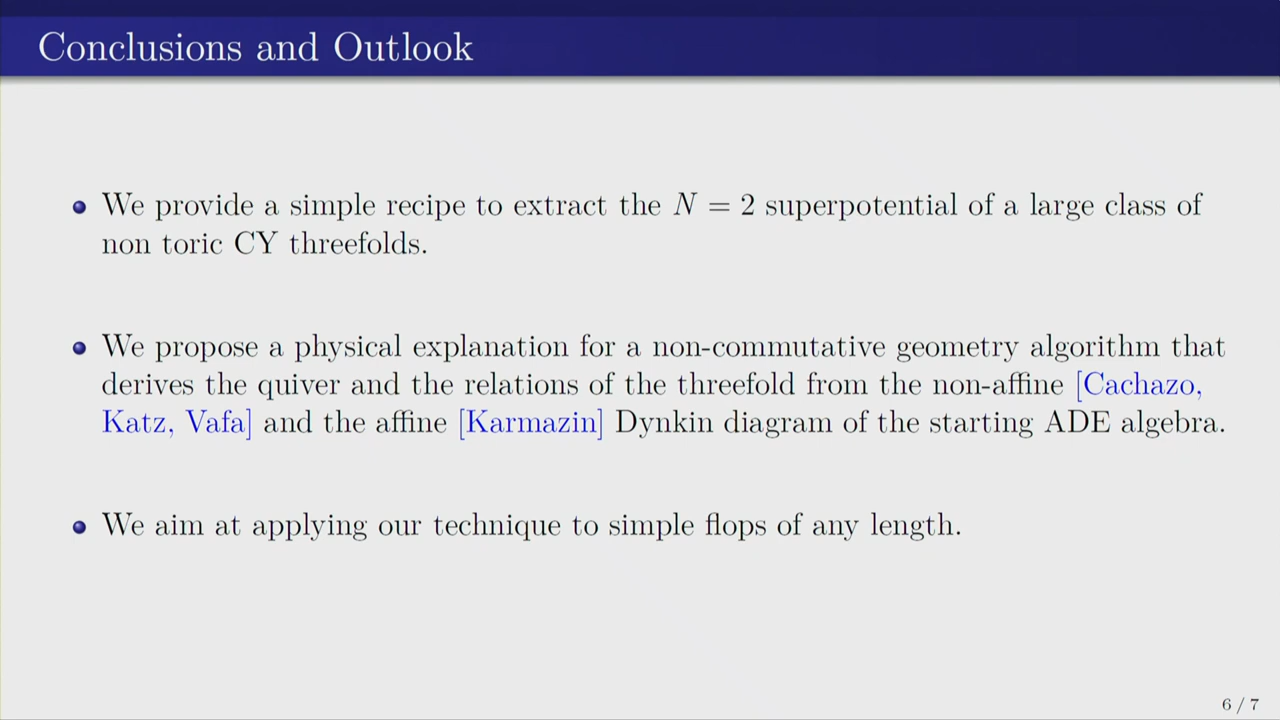 Conclusions and Outlook
We provide a simple recipe to extract the N = 2 superpotential of a large class of
non toric CY threefolds.
We propose a physical explanation for a non-commutative geometry algorithm that
derives the quiver and the relations of the threefold from the non-affine [Cachazo,
Katz, Vafa] and the affine [Karmazin] Dynkin diagram of the starting ADE algebra.
We aim at applying our technique to simple flops of any length.
6 / 7